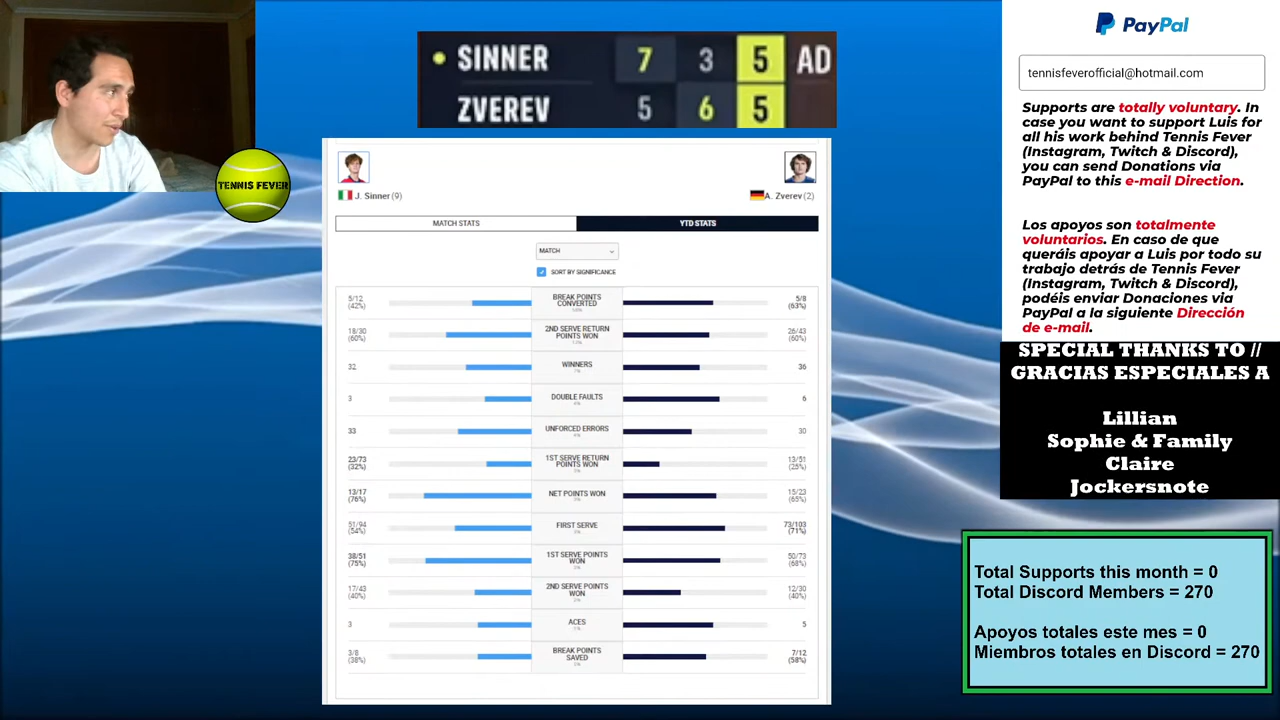 SINNER 7 3 5 AD
ZVEREV 5 6 5
TENNIS FEVER
J. Sinner (9)
A. Zverev (2)
MATCH STATS
YTD STATS
MATCH
SORT BY SIGNIFICANCE
5/12
(42%)
BREAK POINTS
CONVERTED
5/8
(63%)
18/30
(60%)
2ND SERVE RETURN
POINTS WON
26/43
(60%)
32
WINNERS
36
3
DOUBLE FAULTS
6
33
UNFORCED ERRORS
30
23/73
(32%)
1ST SERVE RETURN
POINTS WON
13/51
(25%)
13/17
(76%)
NET POINTS WON
15/23
(65%)
51/94
(54%)
FIRST SERVE
73/103
(71%)
38/51
(75%)
1ST SERVE POINTS
WON
50/73
(68%)
17/43
(40%)
2ND SERVE POINTS
WON
12/30
(40%)
3
ACES
5
3/8
(38%)
BREAK POINTS
SAVED
7/12
(58%)
PayPal
tennisfeverofficial@hotmail.com
Supports are totally voluntary. In
case you want to support Luis for
all his work behind Tennis Fever
(Instagram, Twitch & Discord),
you can send Donations via
PayPal to this e-mail Direction.
Los apoyos son totalmente
voluntarios. En caso de que
queráis apoyar a Luis por todo su
trabajo detrás de Tennis Fever
(Instagram, Twitch & Discord),
podéis enviar Donaciones via
PayPal a la siguiente Dirección
de e-mail.
SPECIAL THANKS TO //
GRACIAS ESPECIALES A
Lillian
Sophie & Family
Claire
Jockersnote
Total Supports this month = 0
Total Discord Members = 270
Apoyos totales este mes = 0
Miembros totales en Discord = 270